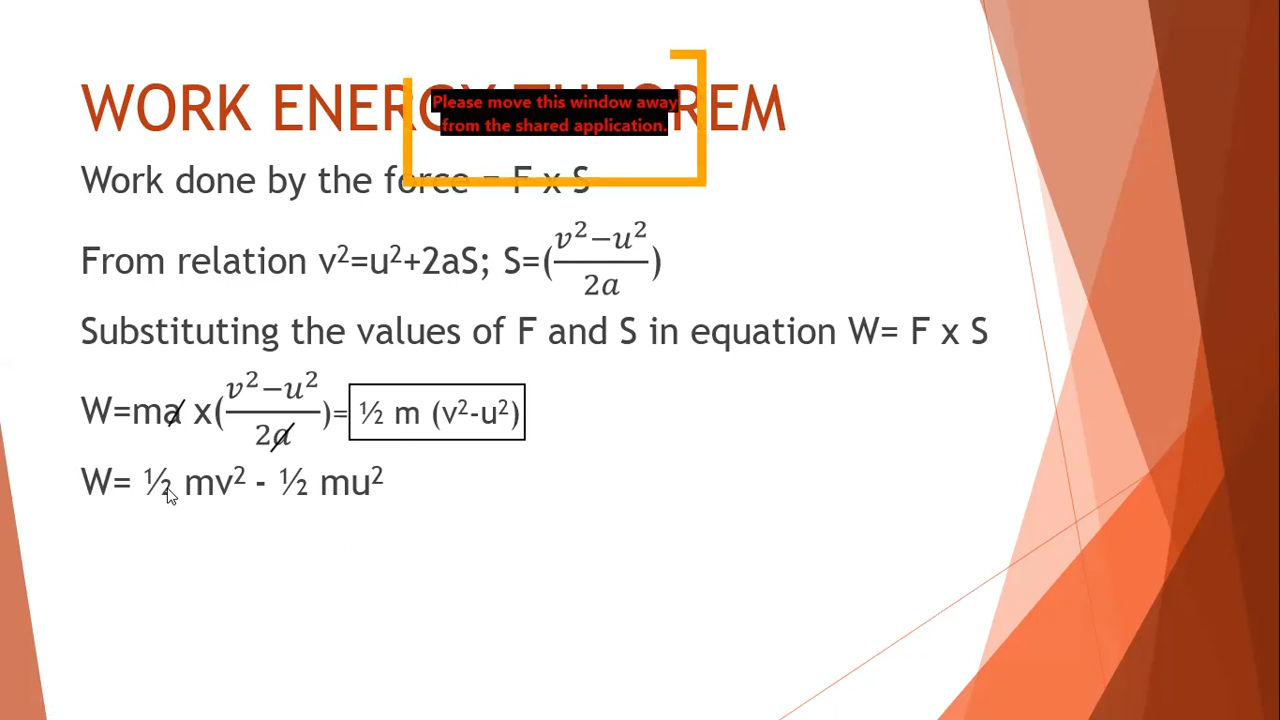 WORK ENERGY THEOREM
Please move this window away
from the shared application.
Work done by the force = F x S
From relation v²=u²+2aS; S=(\frac{v²−u²}{2a})
Substituting the values of F and S in equation W= F x S
W=ma x(\frac{v²−u²}{2a})= ½ m (v²-u²)
W= ½ mv² - ½ mu²